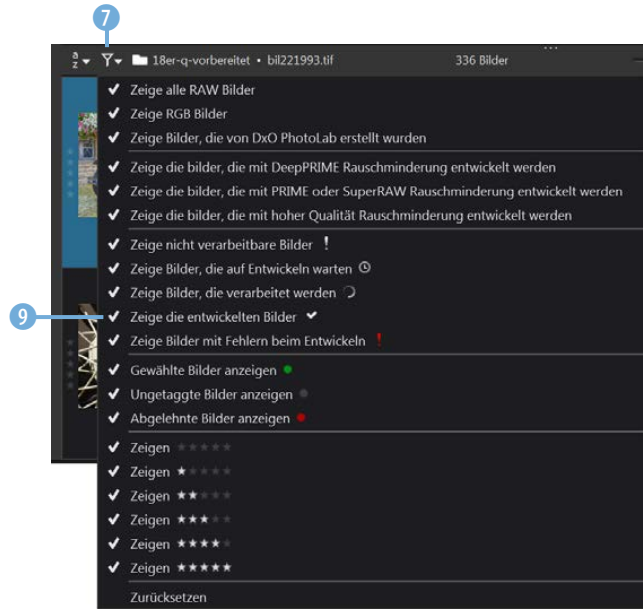 7
a
z
18er-q-vorbereitet • bil221993.tif 336 Bilder
Zeige alle RAW Bilder
Zeige RGB Bilder
Zeige Bilder, die von DxO PhotoLab erstellt wurden
Zeige die bilder, die mit DeepPRIME Rauschminderung entwickelt werden
Zeige die bilder, die mit PRIME oder SuperRAW Rauschminderung entwickelt werden
Zeige die bilder, die mit hoher Qualität Rauschminderung entwickelt werden
Zeige nicht verarbeitbare Bilder !
Zeige Bilder, die auf Entwickeln warten
Zeige Bilder, die verarbeitet werden
9 Zeige die entwickelten Bilder
Zeige Bilder mit Fehlern beim Entwickeln !
Gewählte Bilder anzeigen
Ungetaggte Bilder anzeigen
Abgelehnte Bilder anzeigen
Zeigen
Zeigen ★
Zeigen ★★
Zeigen ★★★
Zeigen ★★★★
Zeigen ★★★★★
Zurücksetzen